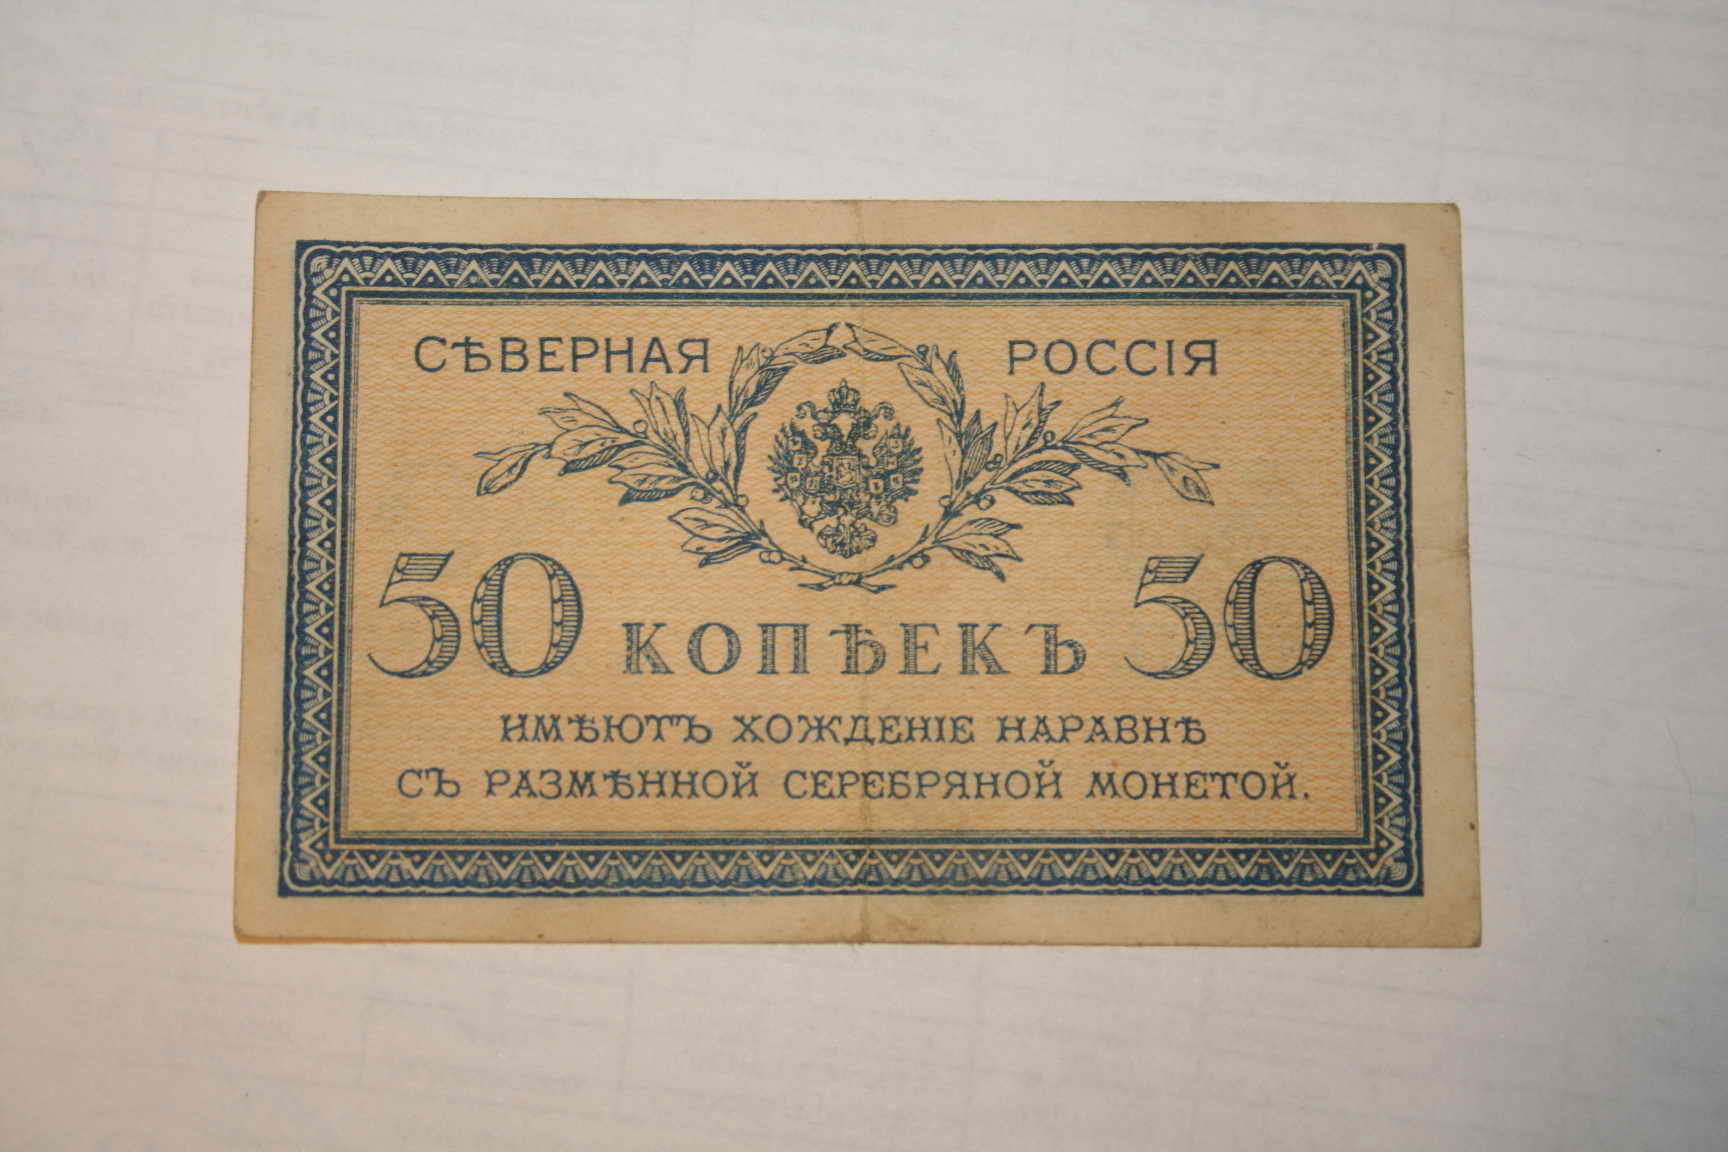 СѢВЕРНАЯ РОССІЯ
50 КОПѢЕКЪ 50
ИМѢЮТЪ ХОЖДЕНІЕ НАРАВНѢ
СЪ РАЗМѢННОЙ СЕРЕБРЯНОЙ МОНЕТОЙ.